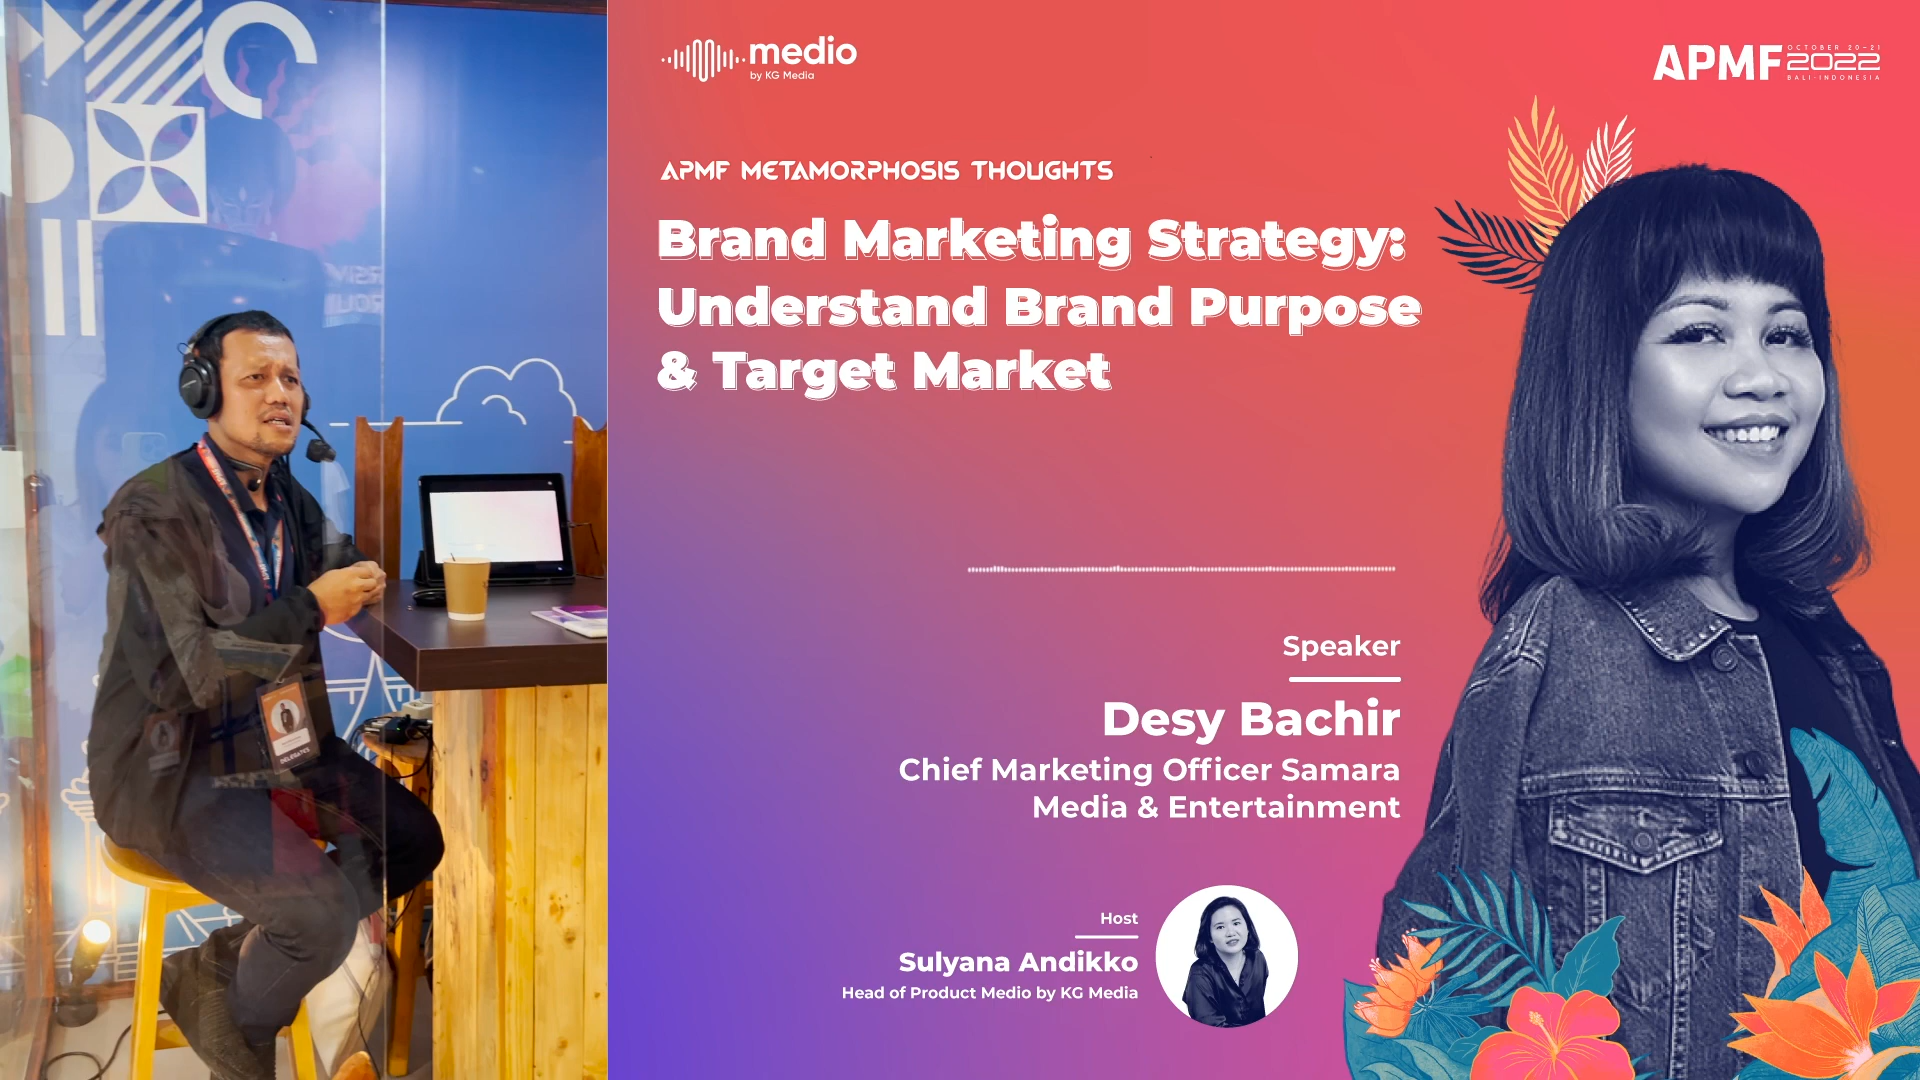 medio
by KG Media
APMF
OCTOBER 20-21
2022
BALI-INDONESIA
APMF METAMORPHOSIS THOUGHTS
Brand Marketing Strategy:
Understand Brand Purpose
& Target Market
Speaker
Desy Bachir
Chief Marketing Officer Samara
Media & Entertainment
Host
Sulyana Andikko
Head of Product Medio by KG Media
DELEGATES